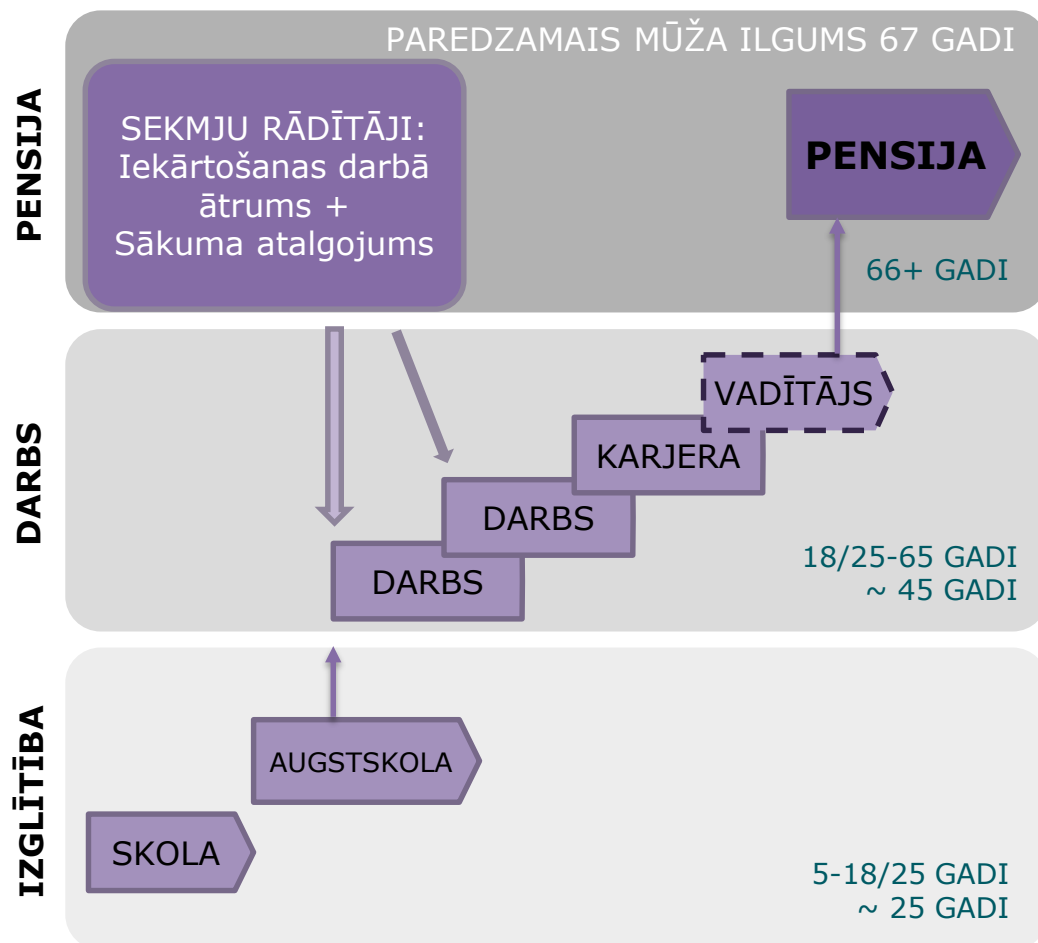 PENSIJA
PAREDZAMAIS MŪŽA ILGUMS 67 GADI
SEKMJU RĀDĪTĀJI:
Iekārtošanas darbā
ātrums +
Sākuma atalgojums
PENSIJA
66+ GADI
DARBS
VADĪTĀJS
KARJERA
DARBS
DARBS
18/25-65 GADI
~ 45 GADI
IZGLĪTĪBA
AUGSTSKOLA
SKOLA
5-18/25 GADI
~ 25 GADI